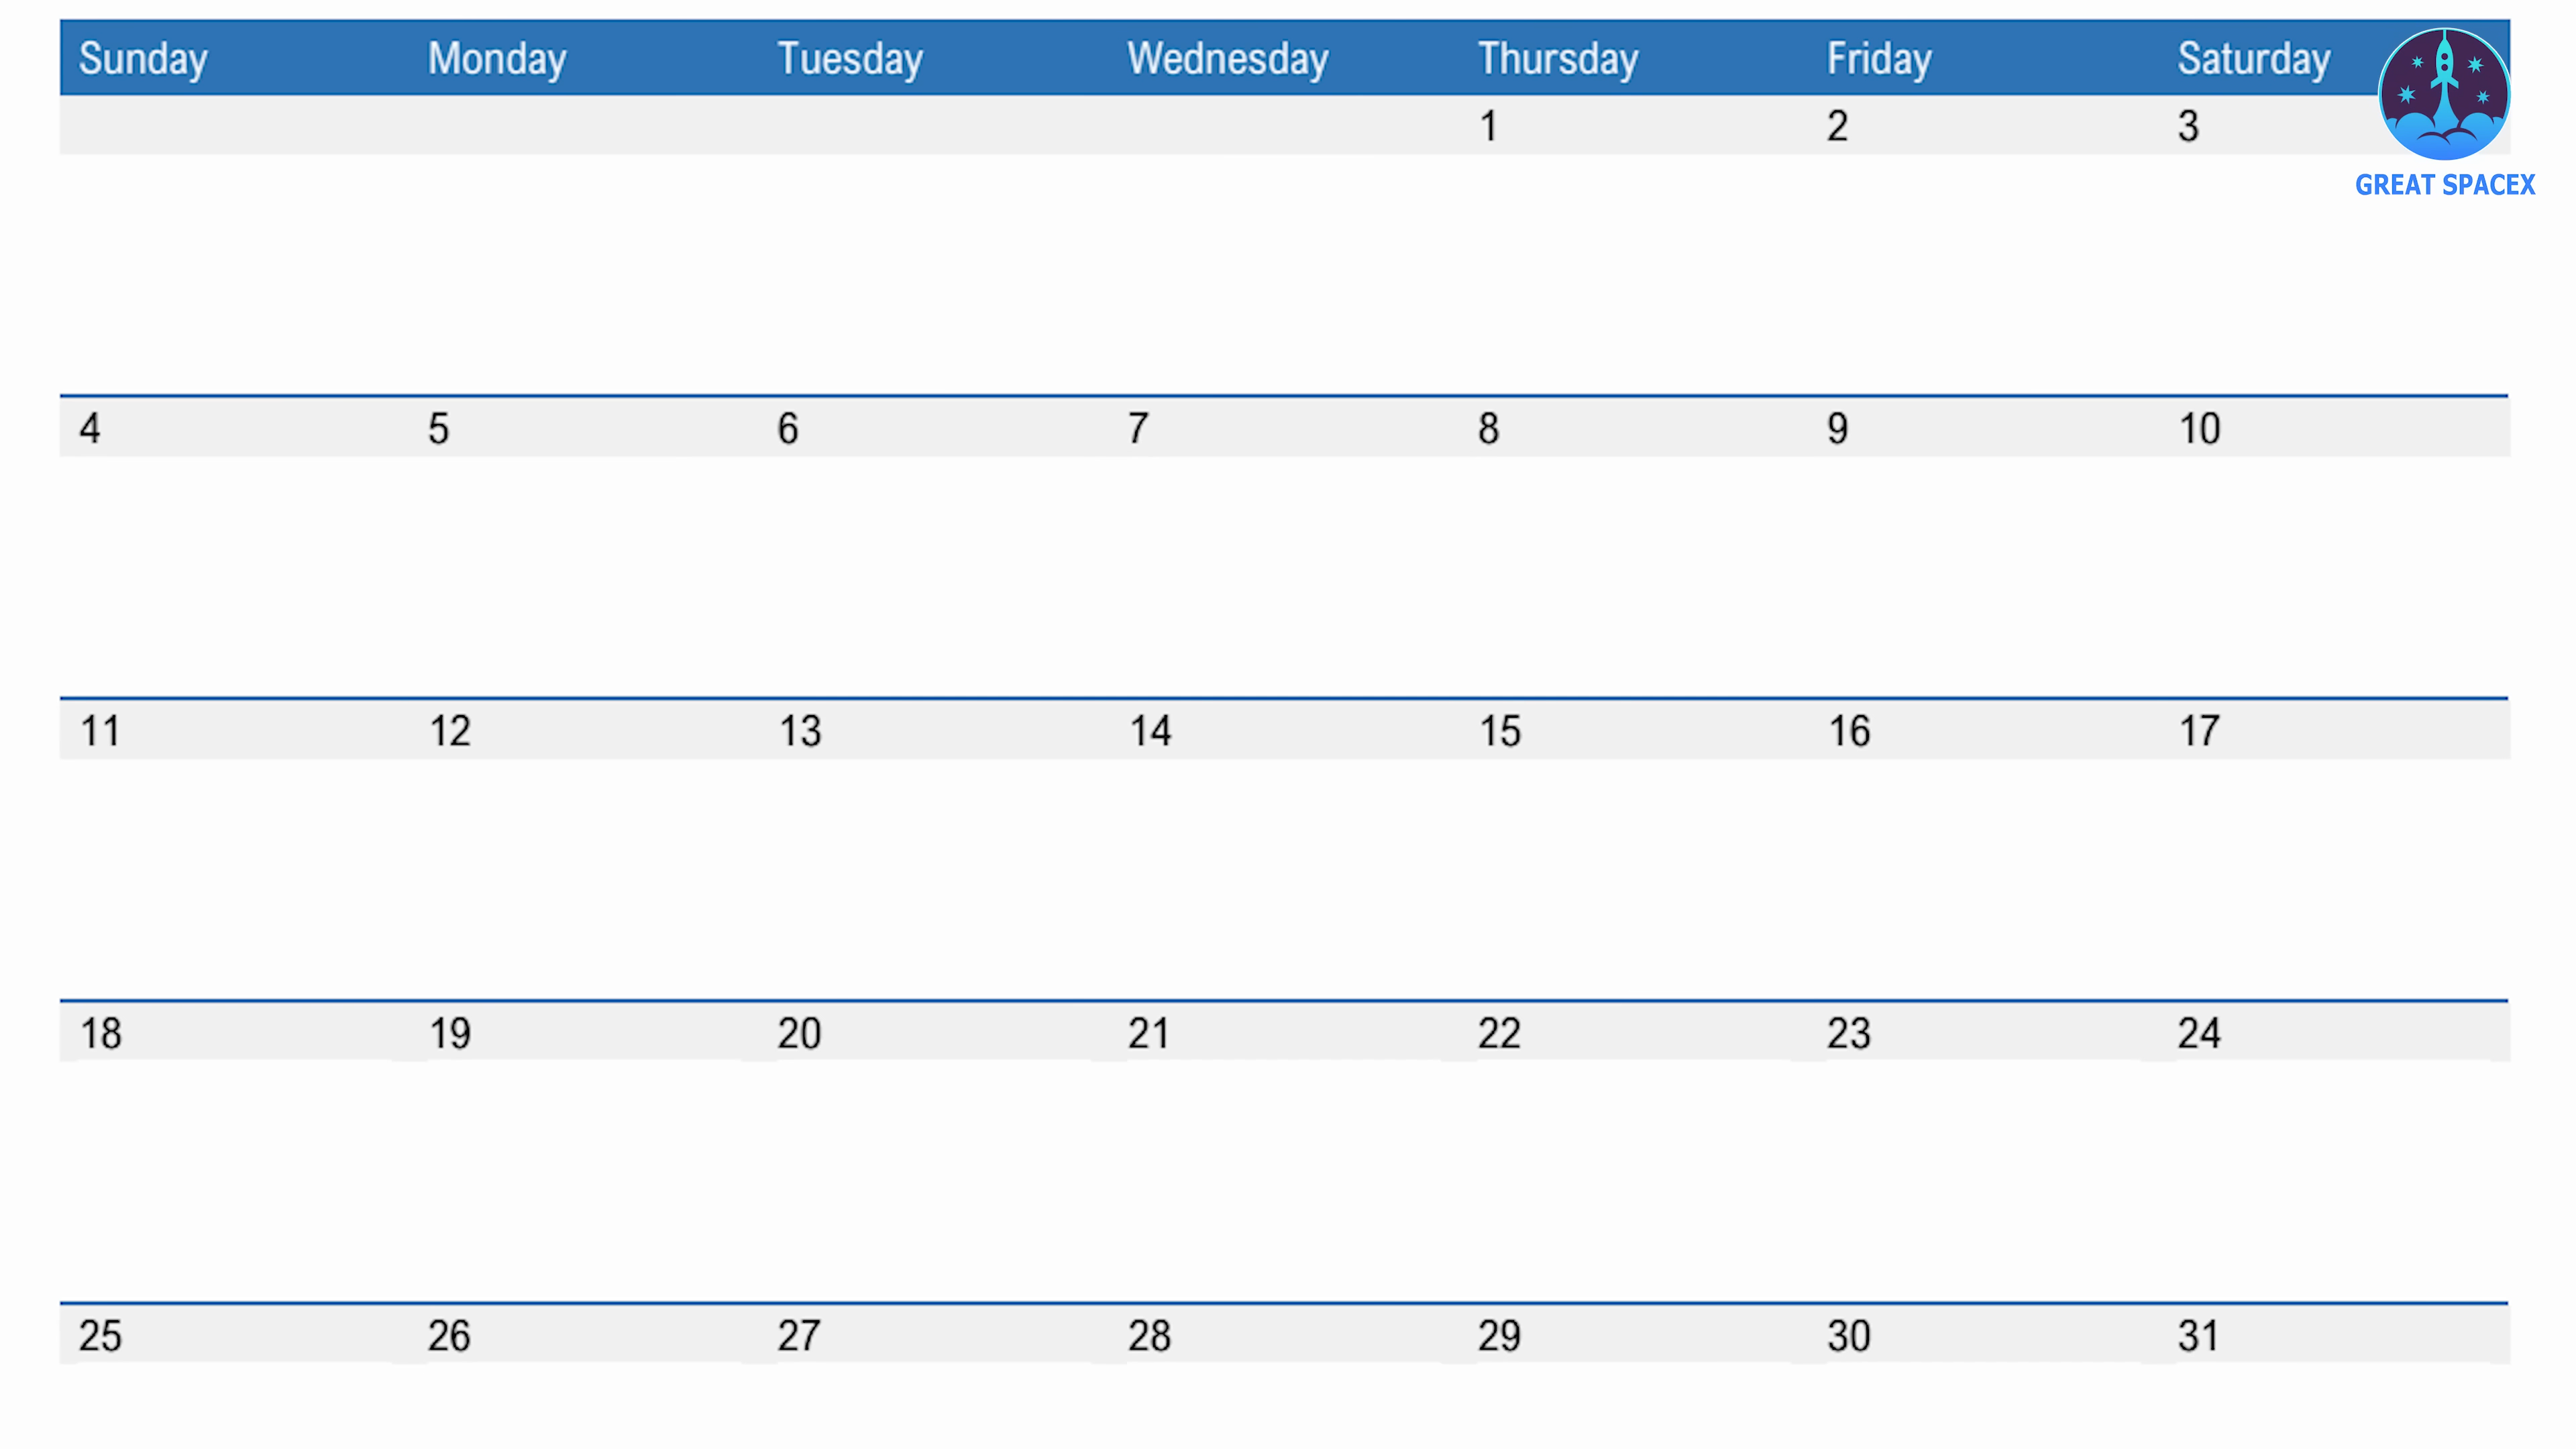 Sunday Monday Tuesday Wednesday Thursday Friday Saturday
1 2 3
GREAT SPACEX
4 5 6 7 8 9 10
11 12 13 14 15 16 17
18 19 20 21 22 23 24
25 26 27 28 29 30 31